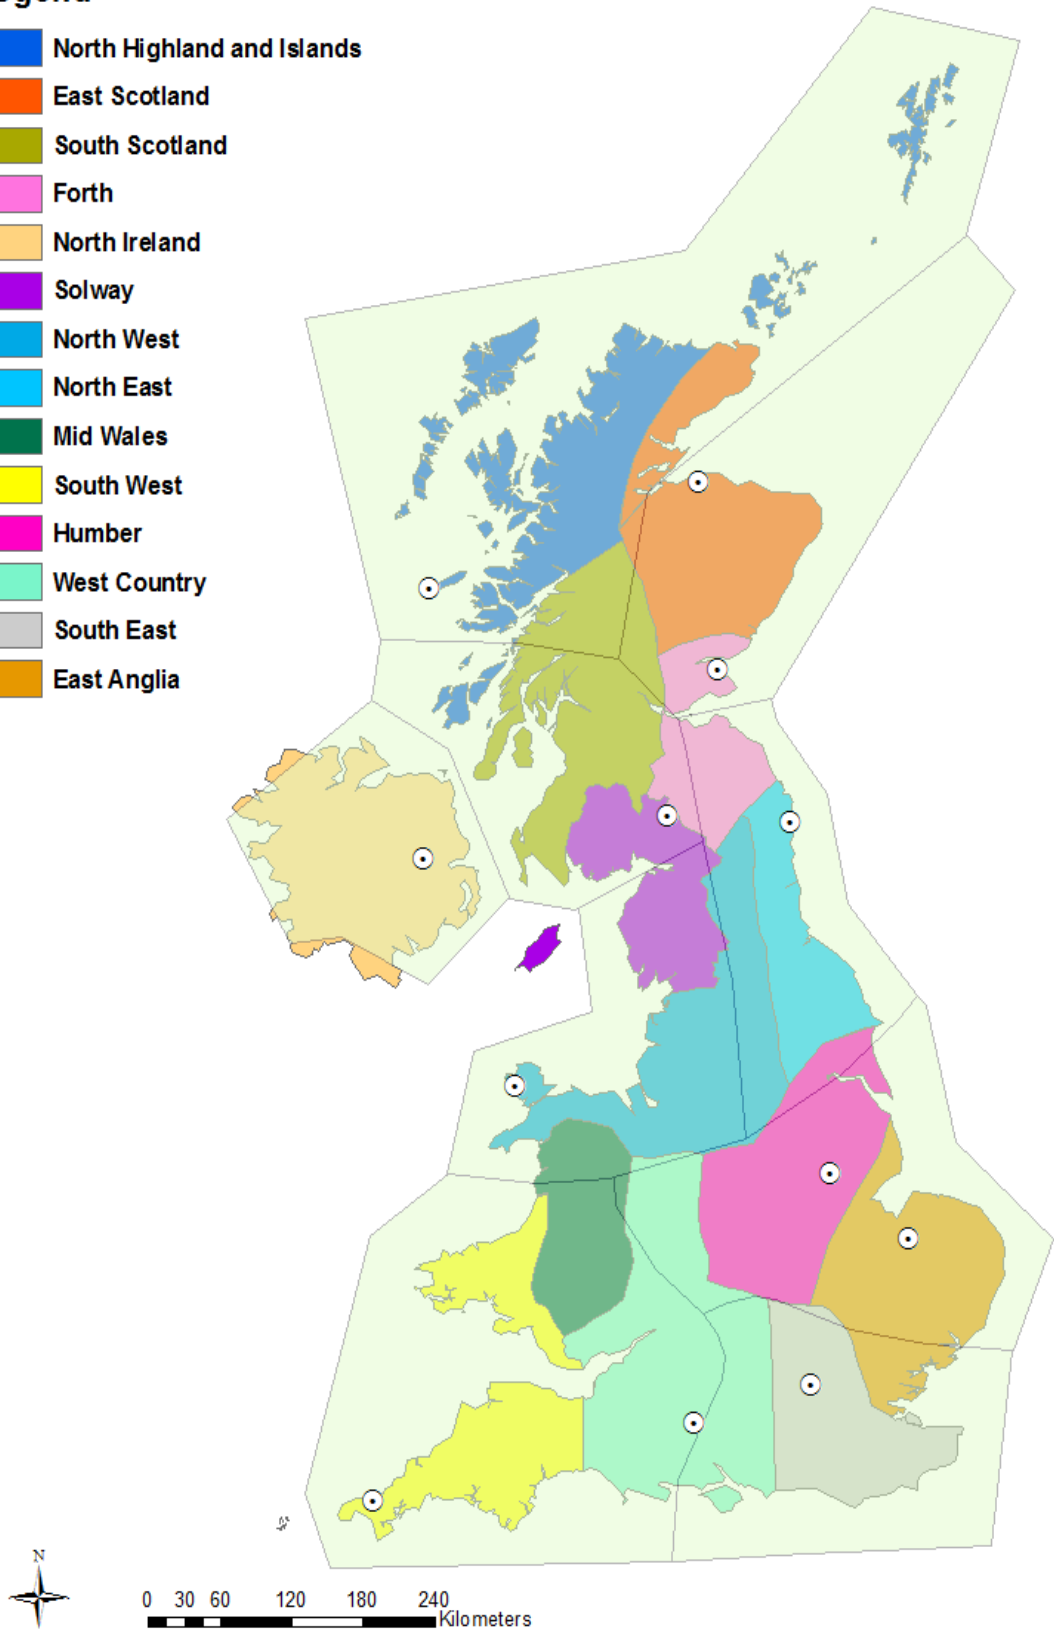 North Highland and Islands
East Scotland
South Scotland
Forth
North Ireland
Solway
North West
North East
Mid Wales
South West
Humber
West Country
South East
East Anglia
N
0 30 60 120 180 240
Kilometers